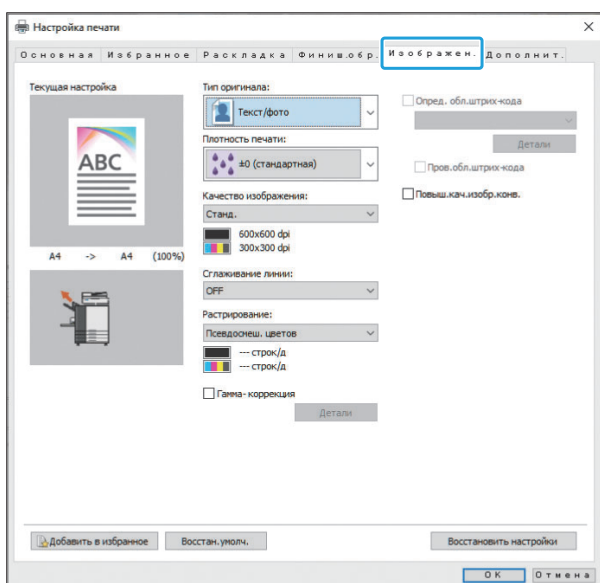 Настройка печати
Основная Избранное Раскладка Финиш.обр. Изображен. Дополнит.
Текущая настройка
ABC
A4 -> A4 (100%)
Тип оригинала:
Текст/фото
Плотность печати:
±0 (стандартная)
Качество изображения:
Станд.
600x600 dpi
300x300 dpi
Сглаживание линии:
OFF
Растрирование:
Псевдосмеш. цветов
--- строк/д
--- строк/д
Гамма- коррекция
Детали
Опред. обл.штрих-кода
Детали
Пров.обл.штрих-кода
Повыш.кач.изобр.конв.
Добавить в избранное Восстан.умолч. Восстановить настройки
OK Отмена